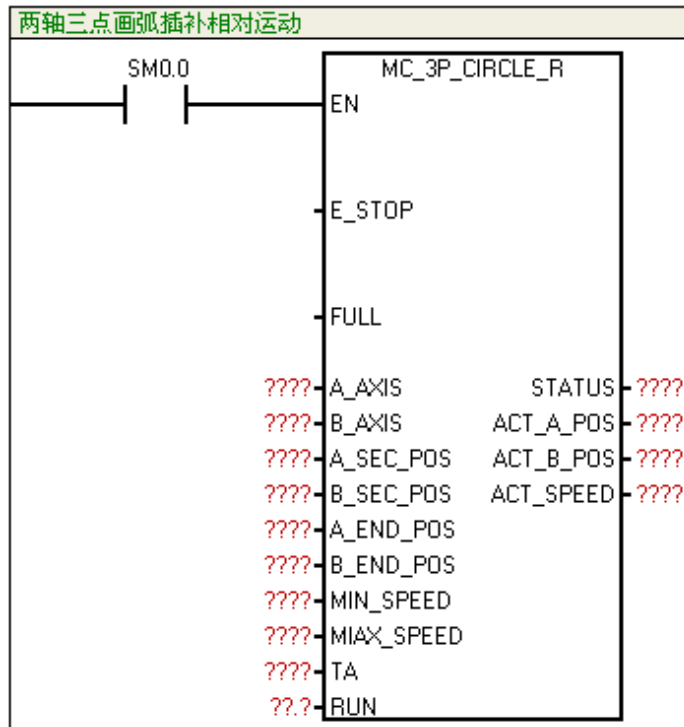 两轴三点画弧插补相对运动
SM0.0
MC_3P_CIRCLE_R
EN
E_STOP
FULL
???? A_AXIS STATUS ????
???? B_AXIS ACT_A_POS ????
???? A_SEC_POS ACT_B_POS ????
???? B_SEC_POS ACT_SPEED ????
???? A_END_POS
???? B_END_POS
???? MIN_SPEED
???? MIAX_SPEED
???? TA
??.? RUN